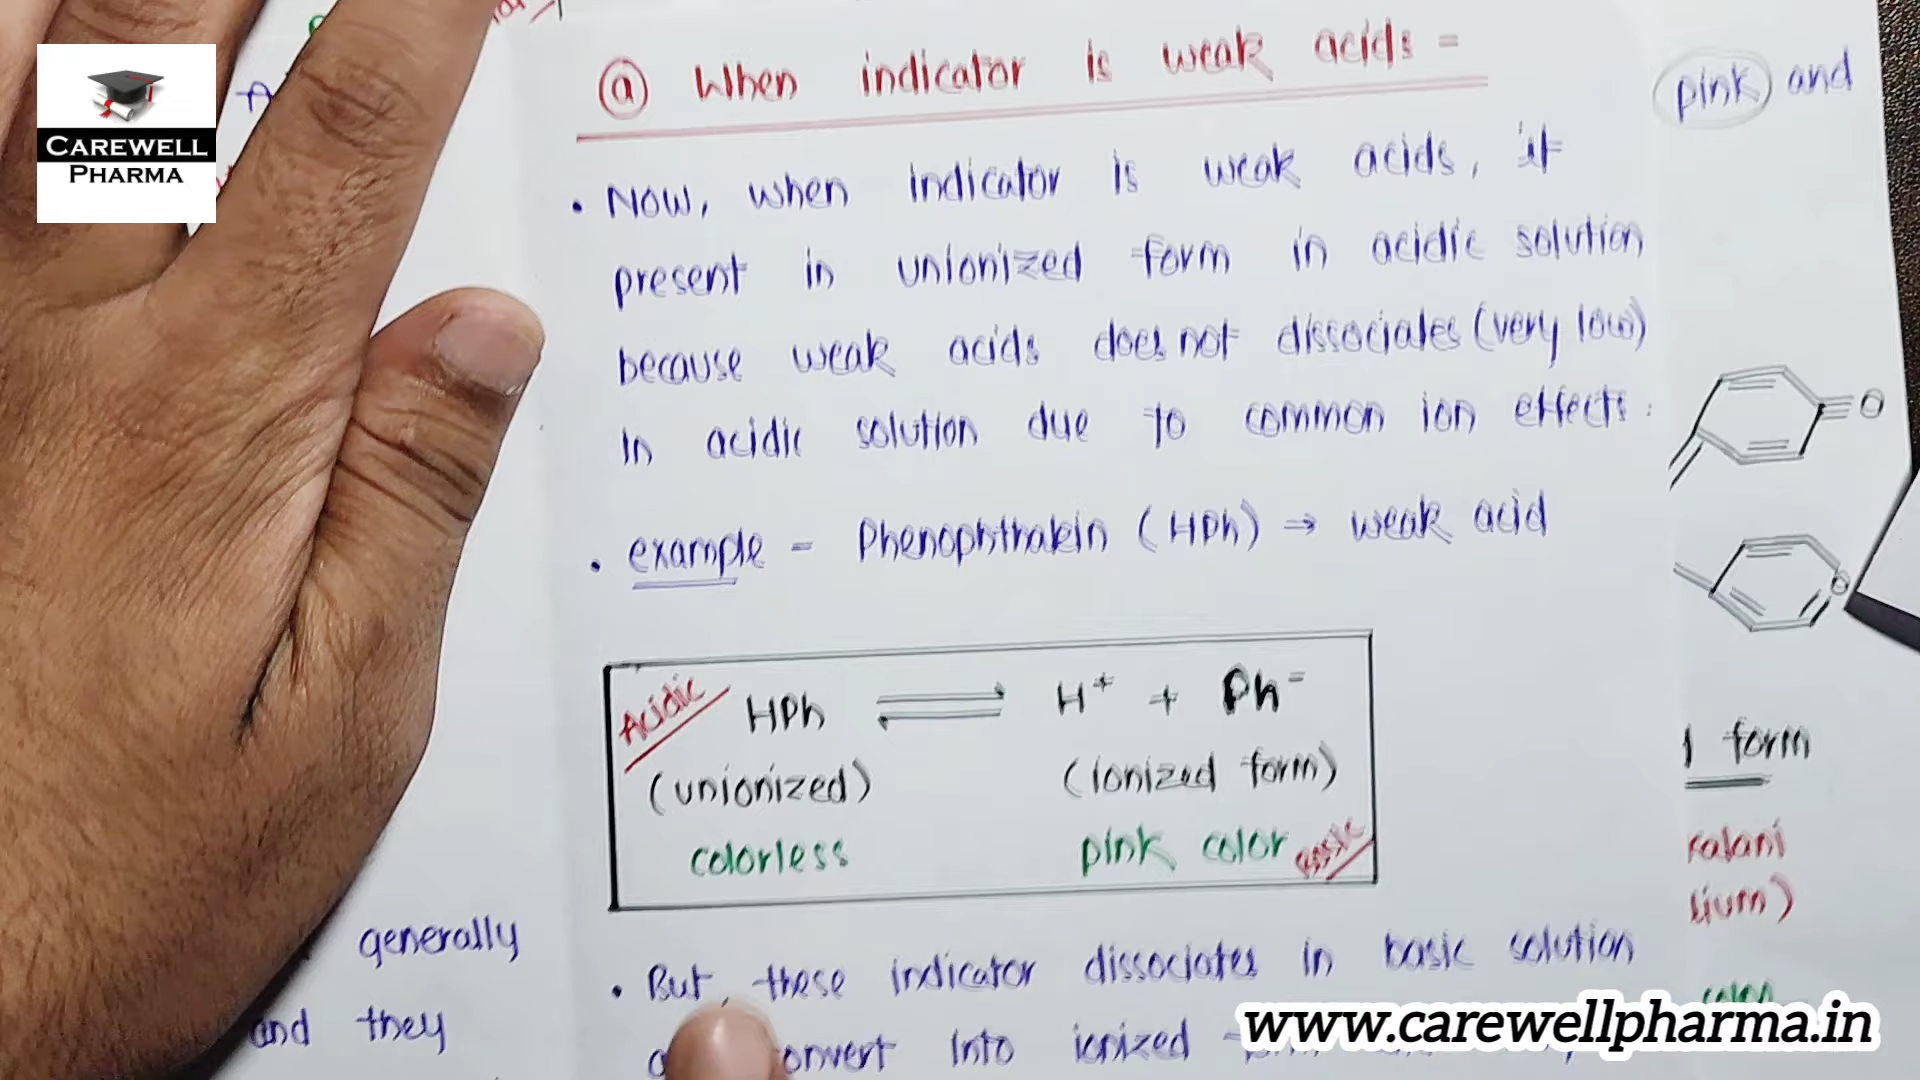 CAREWELL
PHARMA
(a) When indicator is weak acids =
• Now, when indicator is weak acids, it
present in unionized form in acidic solution
because weak acids does not dissociates (very low)
in acidic solution due to common ion effects.
• example - Phenophthalein (HPh) → weak acid
Acidic HPh ⇌ H+ + Ph-
(unionized) (ionized form)
colorless pink color Basic
• But, these indicator dissociates in basic solution
convert into ionized
generally
and they
pink and
O
O
1 form
www.carewellpharma.in